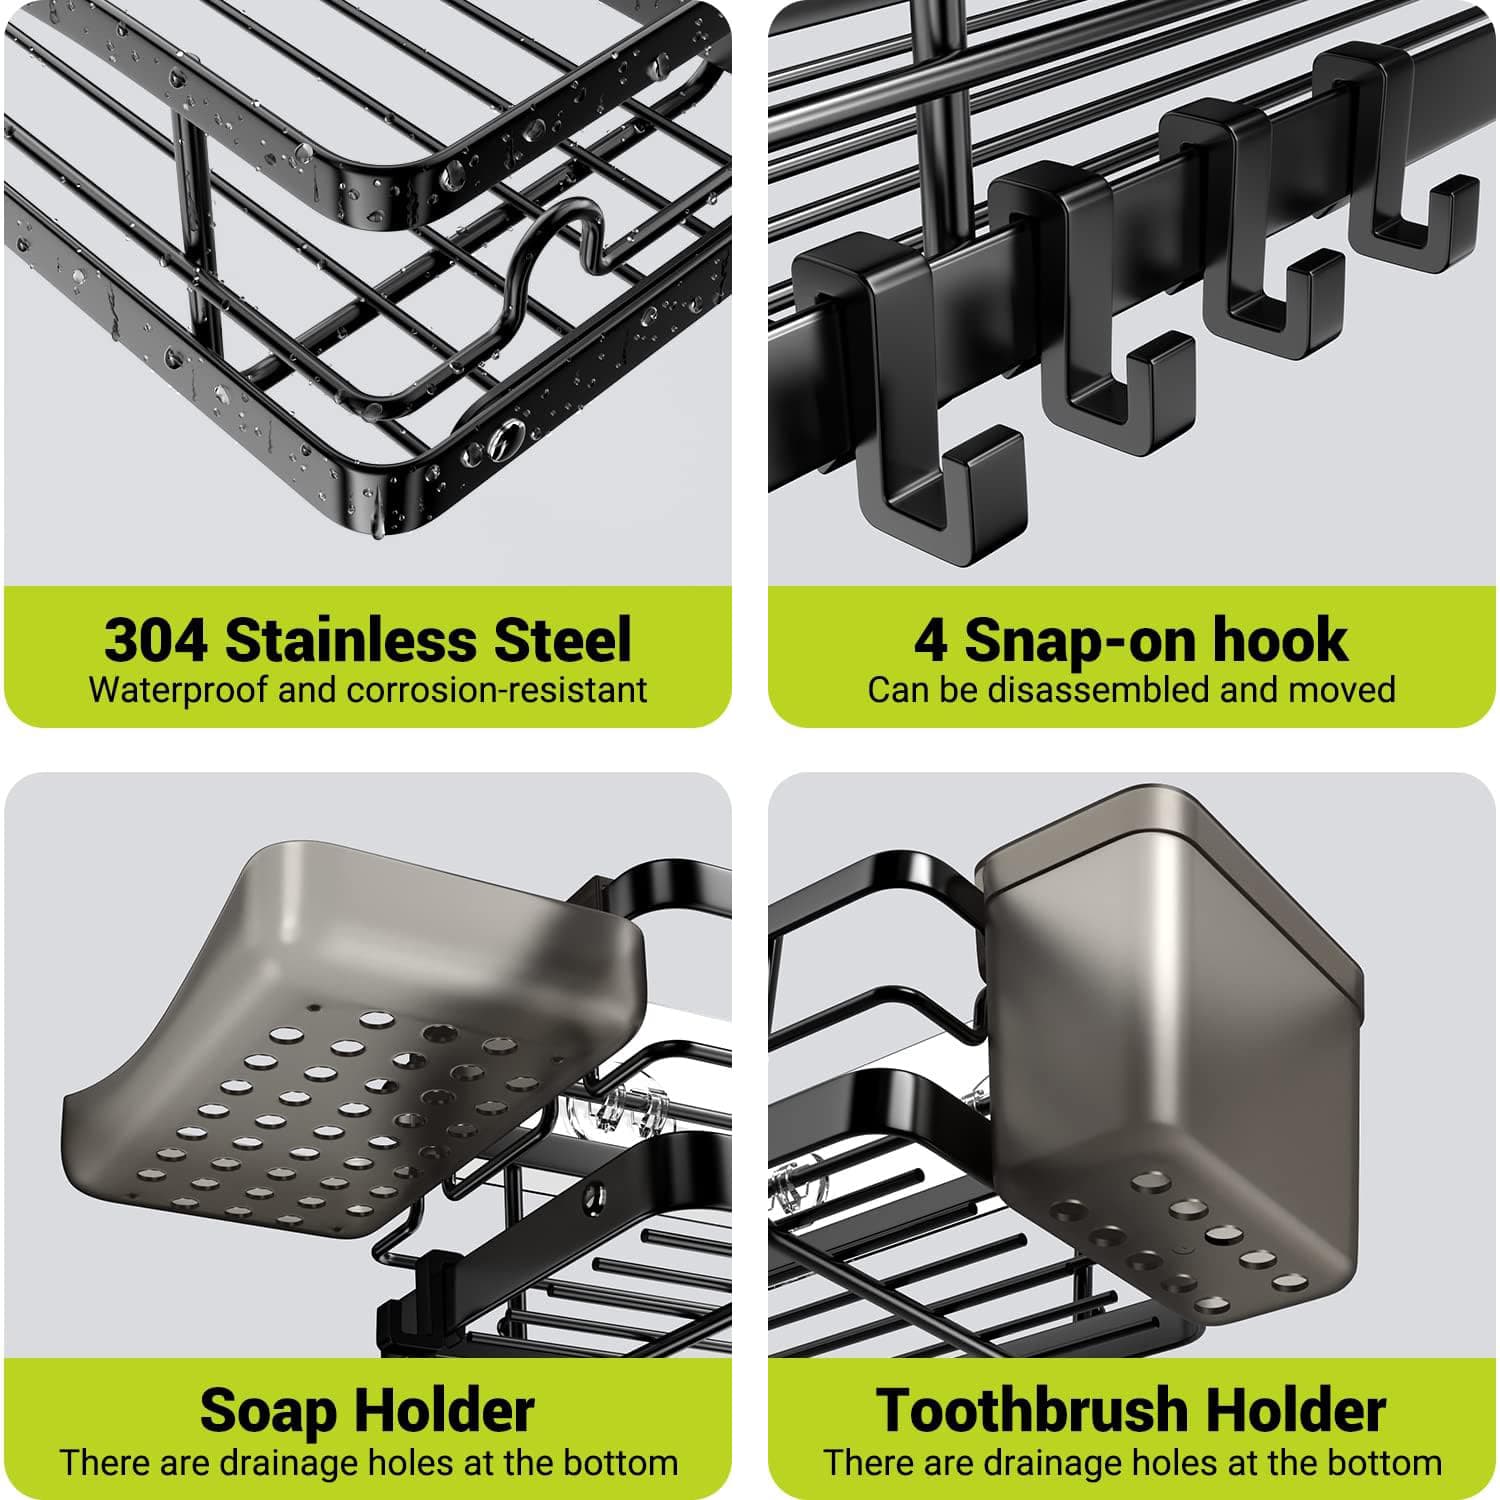 304 Stainless Steel
Waterproof and corrosion-resistant
4 Snap-on hook
Can be disassembled and moved
Soap Holder
There are drainage holes at the bottom
Toothbrush Holder
There are drainage holes at the bottom